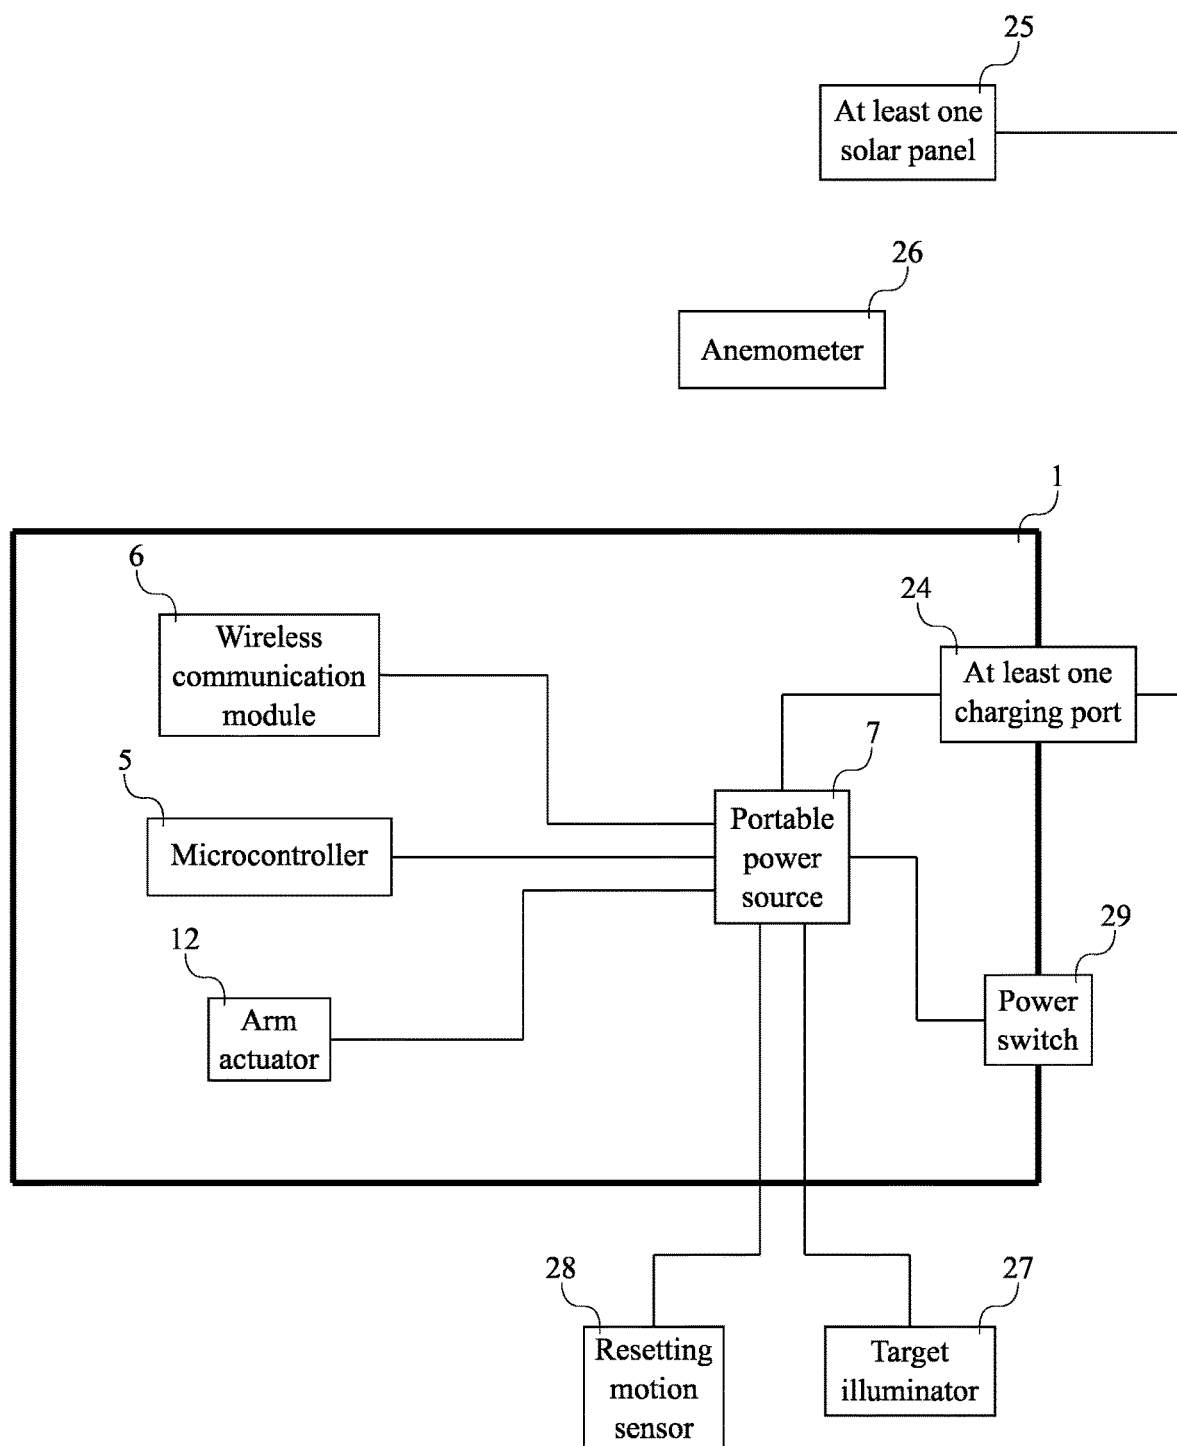 25
At least one
solar panel
26
Anemometer
1
6
Wireless
communication
module
24
At least one
charging port
7
Portable
power
source
5
Microcontroller
12
Arm
actuator
29
Power
switch
28
Resetting
motion
sensor
27
Target
illuminator